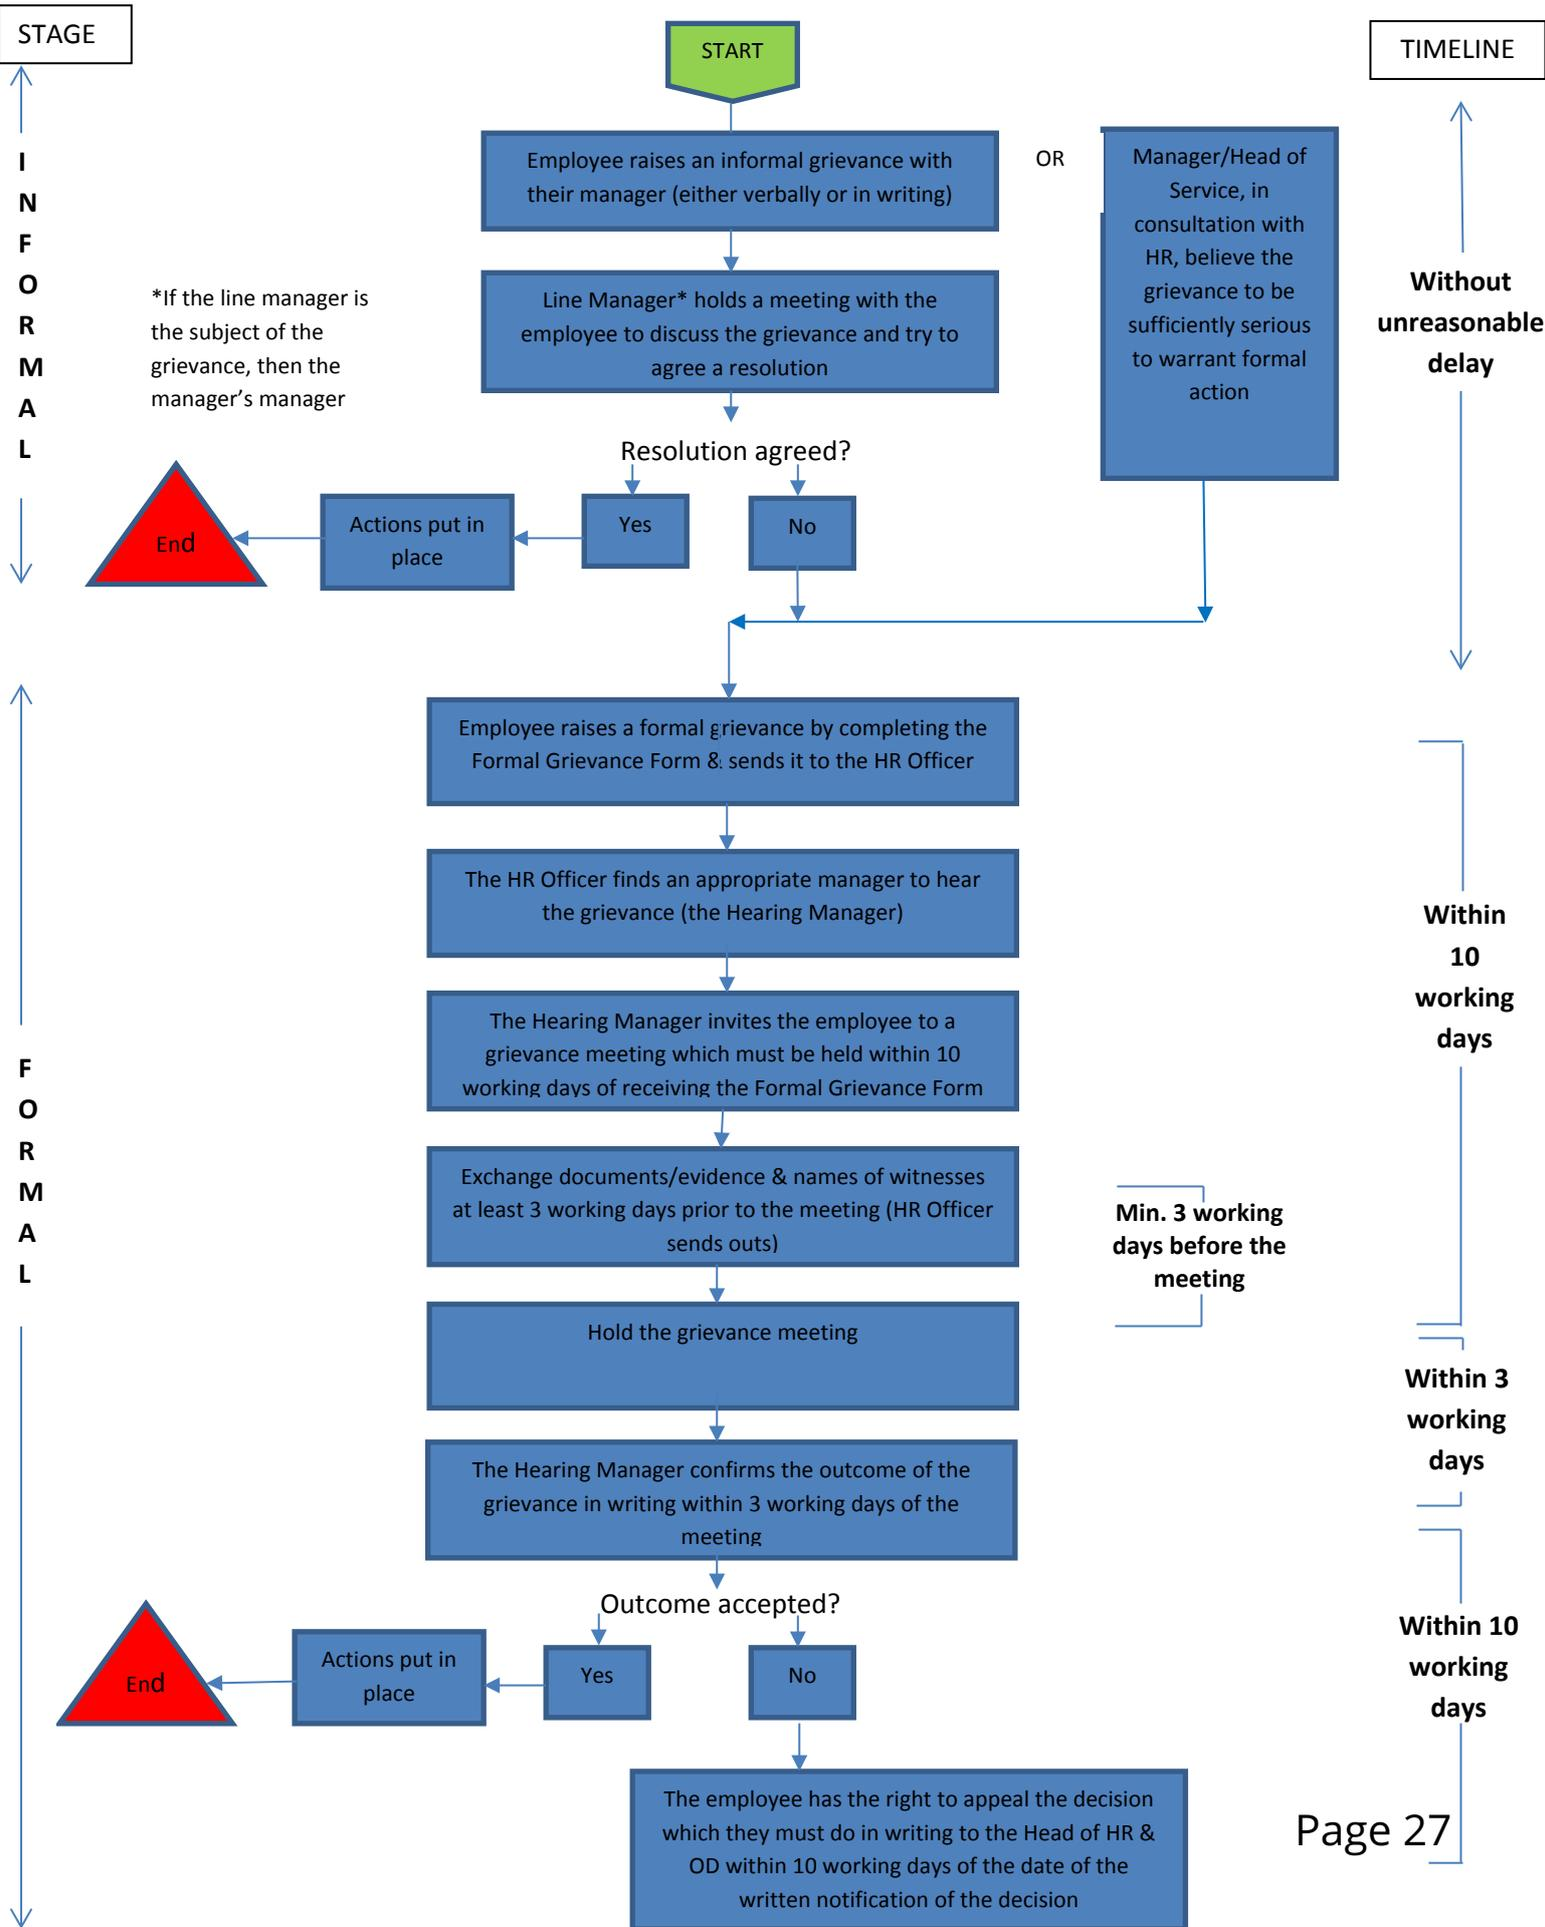 STAGE
START
TIMELINE
INFORMAL
Employee raises an informal grievance with
their manager (either verbally or in writing)
OR
Manager/Head of
Service, in
consultation with
HR, believe the
grievance to be
sufficiently serious
to warrant formal
action
Without
unreasonable
delay
*If the line manager is
the subject of the
grievance, then the
manager's manager
Line Manager* holds a meeting with the
employee to discuss the grievance and try to
agree a resolution
Resolution agreed?
Yes
No
Actions put in
place
End
FORMAL
Employee raises a formal grievance by completing the
Formal Grievance Form & sends it to the HR Officer
The HR Officer finds an appropriate manager to hear
the grievance (the Hearing Manager)
Within
10
working
days
The Hearing Manager invites the employee to a
grievance meeting which must be held within 10
working days of receiving the Formal Grievance Form
Exchange documents/evidence & names of witnesses
at least 3 working days prior to the meeting (HR Officer
sends outs)
Min. 3 working
days before the
meeting
Hold the grievance meeting
Within 3
working
days
The Hearing Manager confirms the outcome of the
grievance in writing within 3 working days of the
meeting
Outcome accepted?
Yes
No
Actions put in
place
End
Within 10
working
days
The employee has the right to appeal the decision
which they must do in writing to the Head of HR &
OD within 10 working days of the date of the
written notification of the decision
Page 27